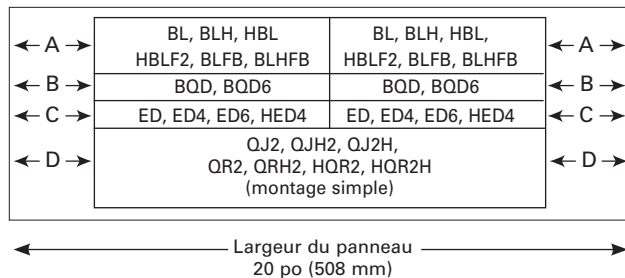 A
BL, BLH, HBL
HBLF2, BLFB, BLHFB
BL, BLH, HBL,
HBLF2, BLFB, BLHFB
A
B
BQD, BQD6
BQD, BQD6
B
C
ED, ED4, ED6, HED4
ED, ED4, ED6, HED4
C
D
QJ2, QJH2, QJ2H,
QR2, QRH2, HQR2, HQR2H
(montage simple)
D
Largeur du panneau
20 po (508 mm)